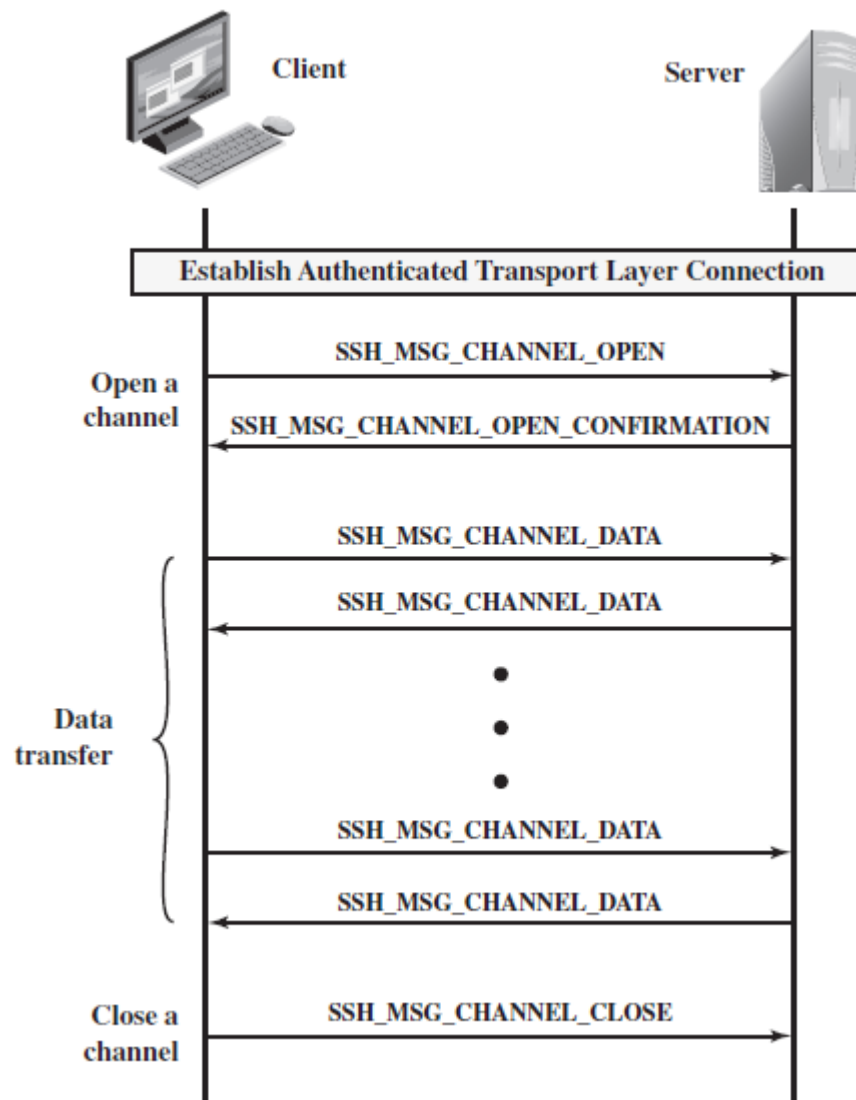 Client
Server
Establish Authenticated Transport Layer Connection
SSH_MSG_CHANNEL_OPEN
Open a
channel
SSH_MSG_CHANNEL_OPEN_CONFIRMATION
SSH_MSG_CHANNEL_DATA
SSH_MSG_CHANNEL_DATA
Data
transfer
SSH_MSG_CHANNEL_DATA
SSH_MSG_CHANNEL_DATA
SSH_MSG_CHANNEL_CLOSE
Close a
channel